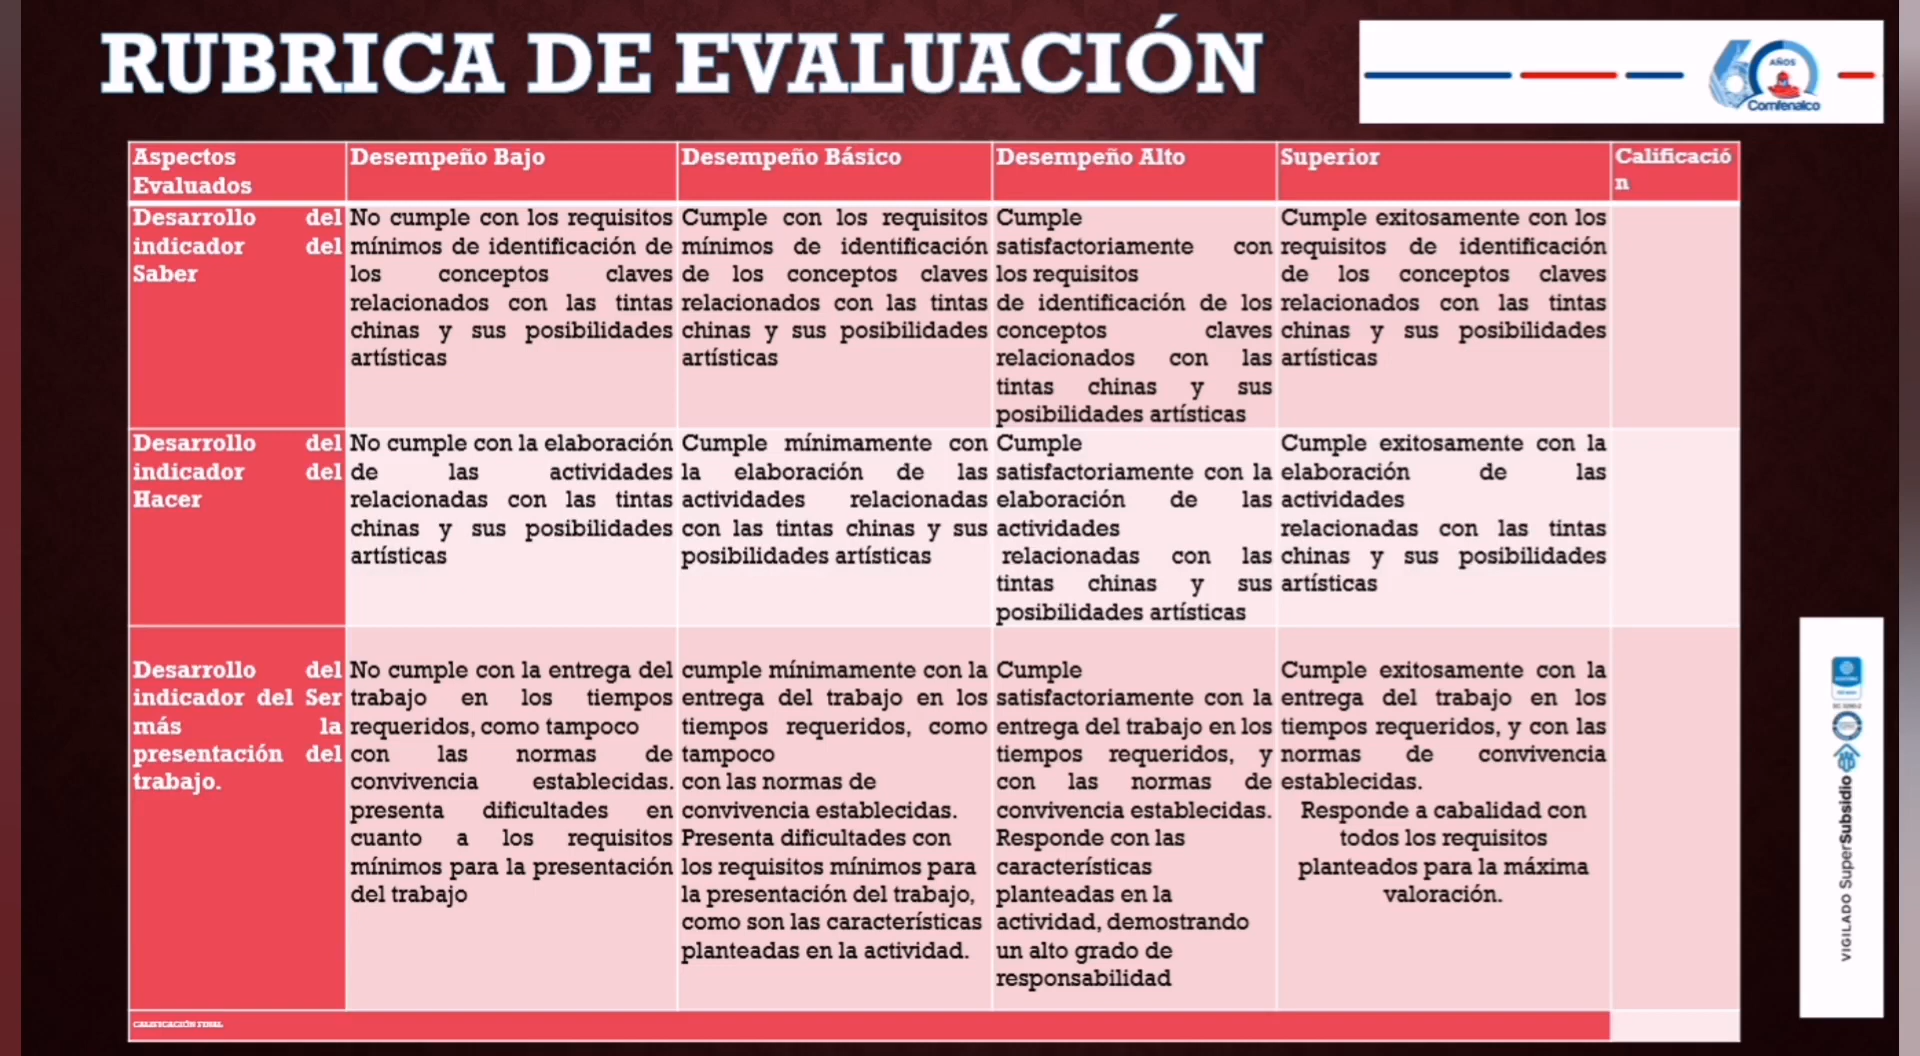 RUBRICA DE EVALUACIÓN
AÑOS
Comfenalco
Aspectos
Evaluados
Desempeño Bajo
Desempeño Básico
Desempeño Alto
Superior
Calificació
n
Desarrollo del
indicador del
Saber
No cumple con los requisitos
mínimos de identificación de
los conceptos claves
relacionados con las tintas
chinas y sus posibilidades
artísticas
Cumple con los requisitos
mínimos de identificación
de los conceptos claves
relacionados con las tintas
chinas y sus posibilidades
artísticas
Cumple
satisfactoriamente con
los requisitos
de identificación de los
conceptos claves
relacionados con las
tintas chinas y sus
posibilidades artísticas
Cumple exitosamente con los
requisitos de identificación
de los conceptos claves
relacionados con las tintas
chinas y sus posibilidades
artísticas
Desarrollo del
indicador del
Hacer
No cumple con la elaboración
de las actividades
relacionadas con las tintas
chinas y sus posibilidades
artísticas
Cumple mínimamente con
la elaboración de las
actividades relacionadas
con las tintas chinas y sus
posibilidades artísticas
Cumple
satisfactoriamente con la
elaboración de las
actividades
relacionadas con las
tintas chinas y sus
posibilidades artísticas
Cumple exitosamente con la
elaboración de las
actividades
relacionadas con las tintas
chinas y sus posibilidades
artísticas
Desarrollo del
indicador del Ser
más la
presentación del
trabajo.
No cumple con la entrega del
trabajo en los tiempos
requeridos, como tampoco
con las normas de
convivencia establecidas.
presenta dificultades en
cuanto a los requisitos
mínimos para la presentación
del trabajo
cumple mínimamente con la
entrega del trabajo en los
tiempos requeridos, como
tampoco
con las normas de
convivencia establecidas.
Presenta dificultades con
los requisitos mínimos para
la presentación del trabajo,
como son las características
planteadas en la actividad.
Cumple
satisfactoriamente con la
entrega del trabajo en los
tiempos requeridos, y
con las normas de
convivencia establecidas.
Responde con las
características
planteadas en la
actividad, demostrando
un alto grado de
responsabilidad
Cumple exitosamente con la
entrega del trabajo en los
tiempos requeridos, y con las
normas de convivencia
establecidas.
Responde a cabalidad con
todos los requisitos
planteados para la máxima
valoración.
CALIFICACIÓN FINAL
VIGILADO SuperSubsidio